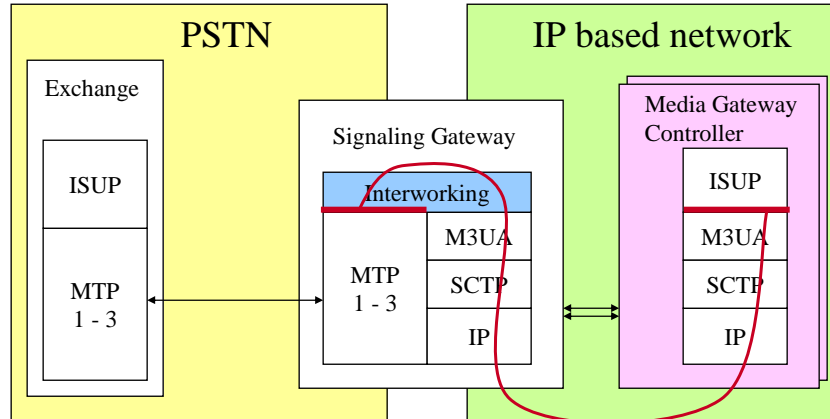 PSTN
IP based network
Exchange
ISUP
MTP
1 - 3
Signaling Gateway
Interworking
MTP
1 - 3
M3UA
SCTP
IP
Media Gateway
Controller
ISUP
M3UA
SCTP
IP